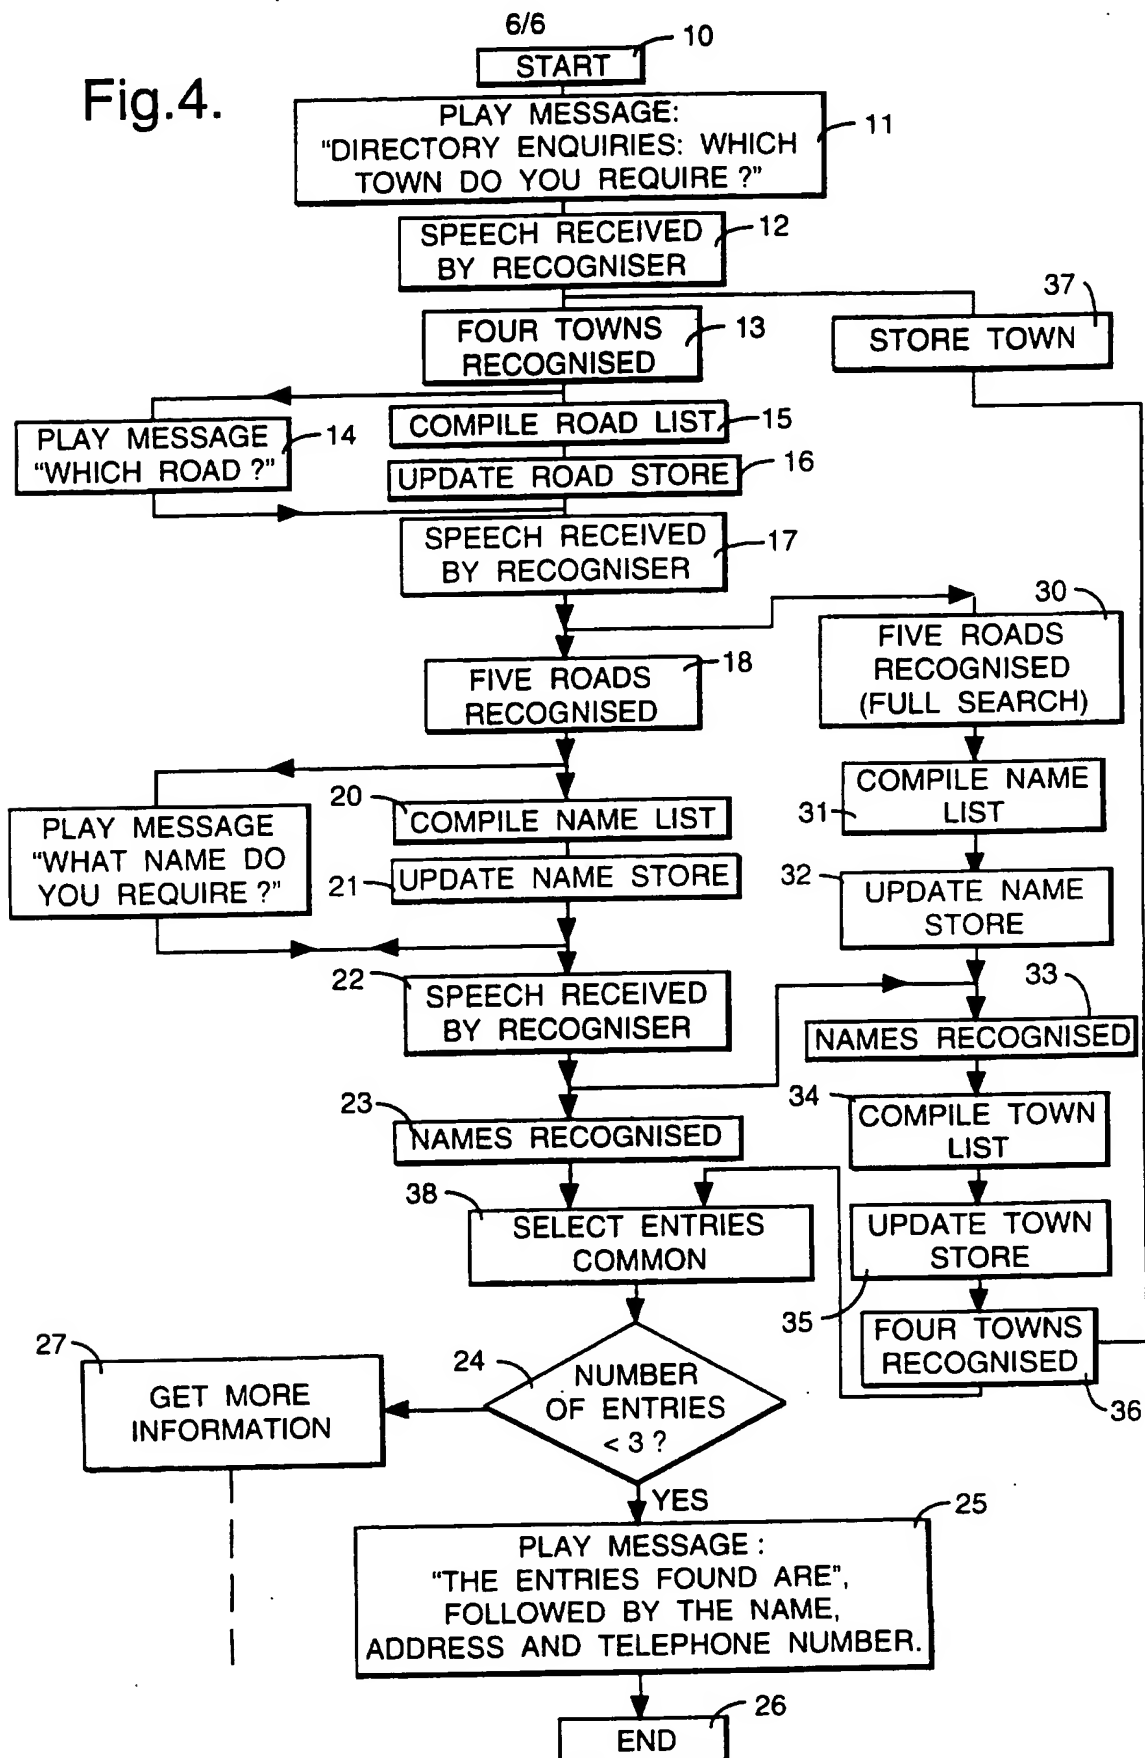 6/6
10
START
Fig.4.
PLAY MESSAGE:
"DIRECTORY ENQUIRIES: WHICH
TOWN DO YOU REQUIRE ?"
11
SPEECH RECEIVED
BY RECOGNISER
12
FOUR TOWNS
RECOGNISED
13
37
STORE TOWN
PLAY MESSAGE
"WHICH ROAD ?"
14
COMPILE ROAD LIST
15
UPDATE ROAD STORE
16
SPEECH RECEIVED
BY RECOGNISER
17
30
FIVE ROADS
RECOGNISED
(FULL SEARCH)
FIVE ROADS
RECOGNISED
18
31
COMPILE NAME
LIST
20
COMPILE NAME LIST
PLAY MESSAGE
"WHAT NAME DO
YOU REQUIRE ?"
21
UPDATE NAME STORE
32
UPDATE NAME
STORE
22
SPEECH RECEIVED
BY RECOGNISER
33
NAMES RECOGNISED
23
NAMES RECOGNISED
34
COMPILE TOWN
LIST
38
SELECT ENTRIES
COMMON
UPDATE TOWN
STORE
35
FOUR TOWNS
RECOGNISED
36
27
GET MORE
INFORMATION
24
NUMBER
OF ENTRIES
< 3 ?
YES
25
PLAY MESSAGE :
"THE ENTRIES FOUND ARE",
FOLLOWED BY THE NAME,
ADDRESS AND TELEPHONE NUMBER.
26
END